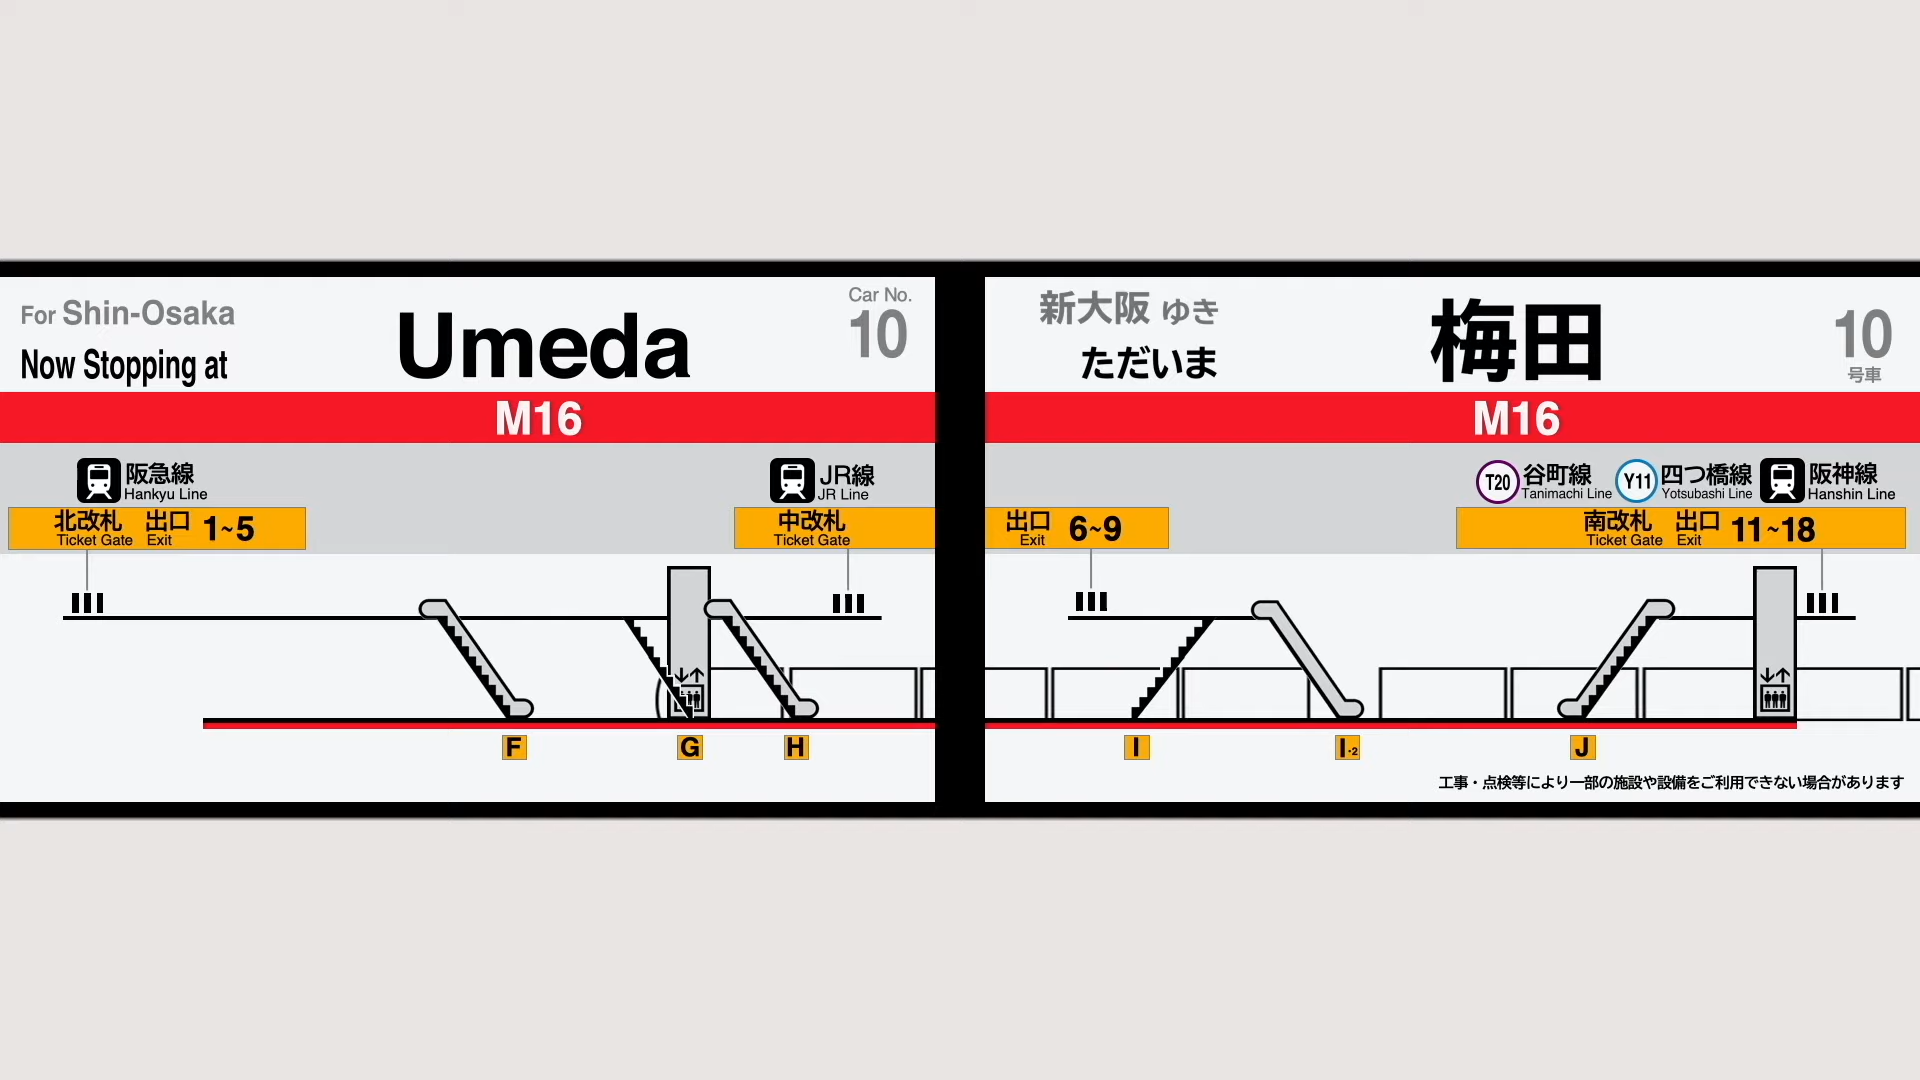 For Shin-Osaka
Now Stopping at
Umeda
Car No.
10
M16
阪急線
Hankyu Line
JR線
JR Line
北改札 出口 1~5
Ticket Gate Exit
中改札
Ticket Gate
F
G
H
新大阪 ゆき
ただいま
梅田
10
号車
M16
T20 谷町線
Tanimachi Line
Y11 四つ橋線
Yotsubashi Line
阪神線
Hanshin Line
出口 6~9
Exit
南改札 出口 11~18
Ticket Gate Exit
I
I-2
J
工事・点検等により一部の施設や設備をご利用できない場合があります